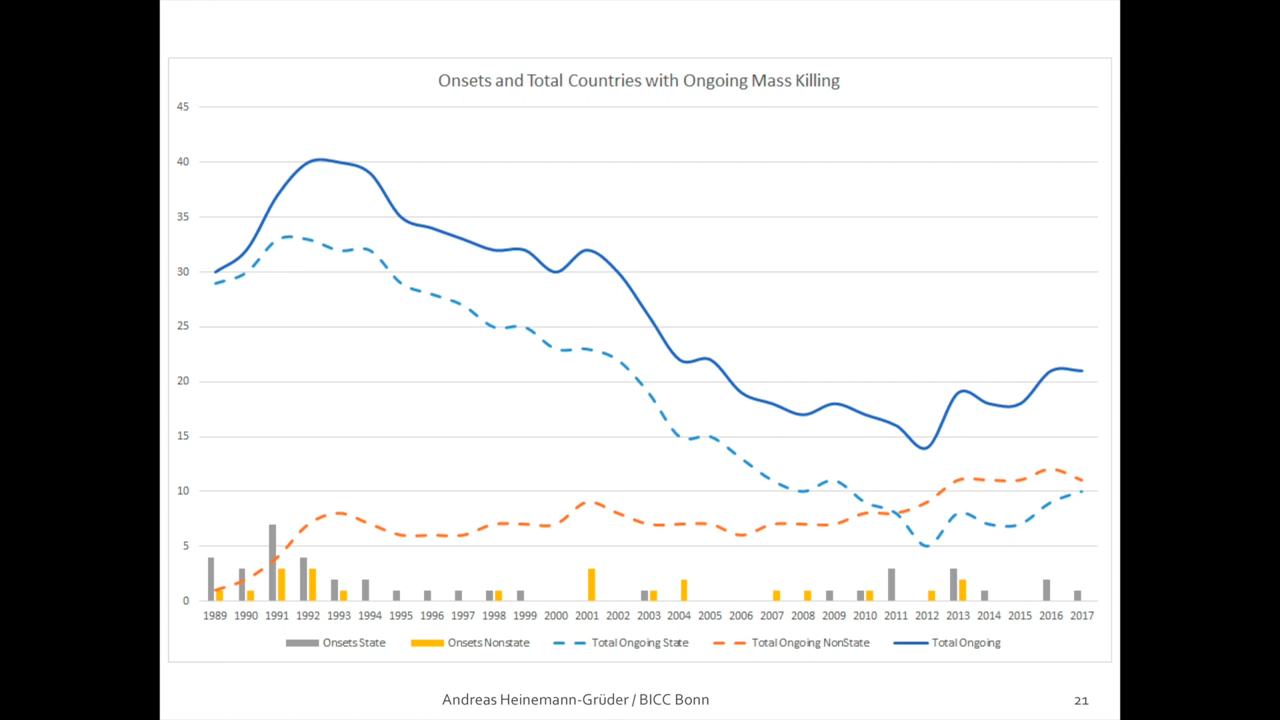 Onsets and Total Countries with Ongoing Mass Killing
45
40
35
30
25
20
15
10
5
0
1989 1990 1991 1992 1993 1994 1995 1996 1997 1998 1999 2000 2001 2002 2003 2004 2005 2006 2007 2008 2009 2010 2011 2012 2013 2014 2015 2016 2017
Onsets State Onsets Nonstate Total Ongoing State Total Ongoing NonState Total Ongoing
Andreas Heinemann-Grüder / BICC Bonn 21